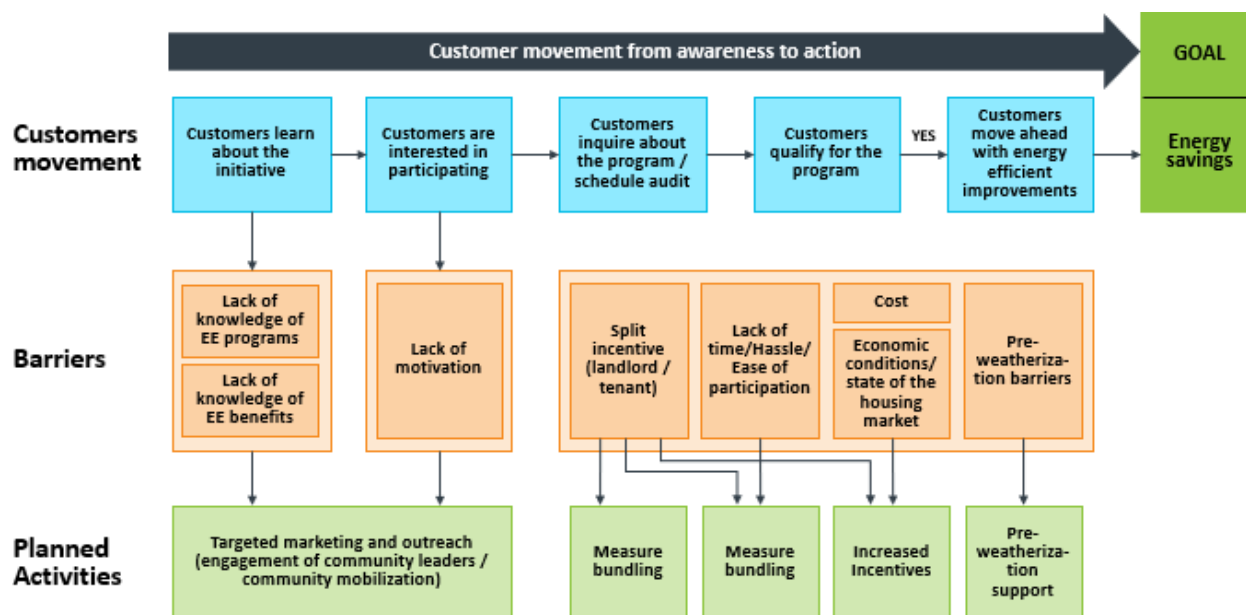 Customer movement from awareness to action
GOAL
Customers
movement
Customers learn
about the
initiative
Customers are
interested in
participating
Customers
inquire about
the program /
schedule audit
Customers
qualify for the
program
YES
Customers
move ahead
with energy
efficient
improvements
Energy
savings
Barriers
Lack of
knowledge of
EE programs
Lack of
knowledge of
EE benefits
Lack of
motivation
Split
incentive
(landlord /
tenant)
Lack of
time/Hassle/
Ease of
participation
Cost
Economic
conditions/
state of the
housing
market
Pre-
weatheriza-
tion barriers
Planned
Activities
Targeted marketing and outreach
(engagement of community leaders /
community mobilization)
Measure
bundling
Measure
bundling
Increased
Incentives
Pre-
weatheriza-
tion
support